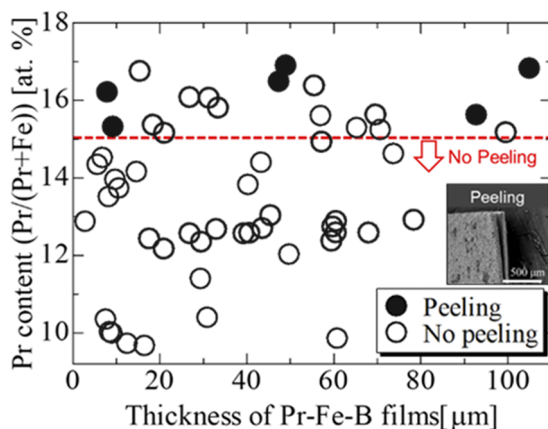 Pr content (Pr/(Pr+Fe)) [at. %]
18
16
14
12
10
No Peeling
Peeling
500 μm
Peeling
No peeling
0
20
40
60
80
100
Thickness of Pr-Fe-B films[μm]